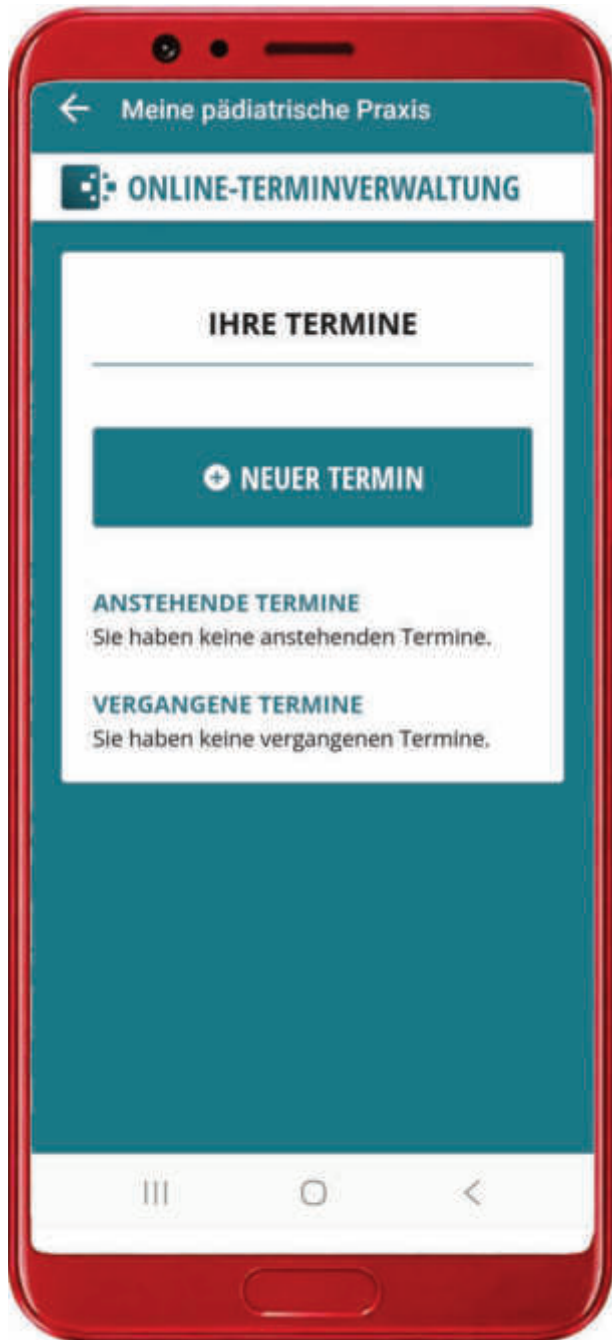 Meine pädiatrische Praxis
ONLINE-TERMINVERWALTUNG
IHRE TERMINE
NEUER TERMIN
ANSTEHENDE TERMINE
Sie haben keine anstehenden Termine.
VERGANGENE TERMINE
Sie haben keine vergangenen Termine.